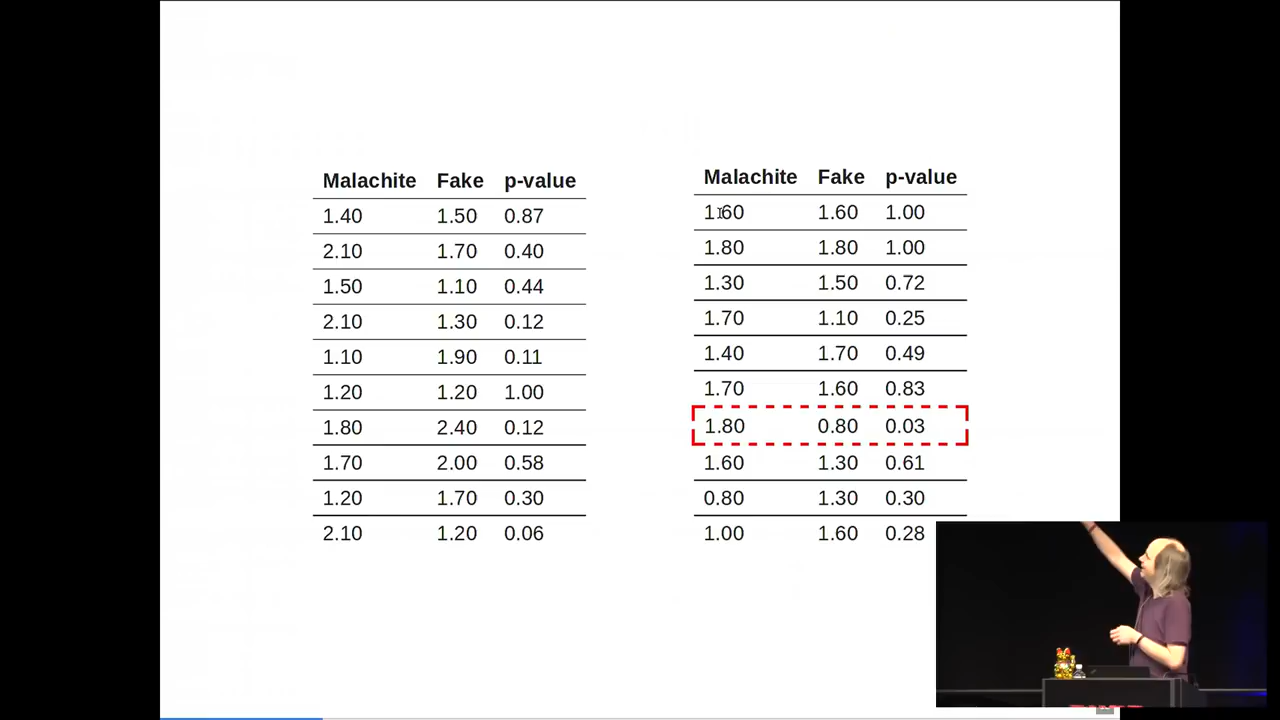 Malachite Fake p-value
1.40 1.50 0.87
2.10 1.70 0.40
1.50 1.10 0.44
2.10 1.30 0.12
1.10 1.90 0.11
1.20 1.20 1.00
1.80 2.40 0.12
1.70 2.00 0.58
1.20 1.70 0.30
2.10 1.20 0.06
Malachite Fake p-value
1.60 1.60 1.00
1.80 1.80 1.00
1.30 1.50 0.72
1.70 1.10 0.25
1.40 1.70 0.49
1.70 1.60 0.83
1.80 0.80 0.03
1.60 1.30 0.61
0.80 1.30 0.30
1.00 1.60 0.28